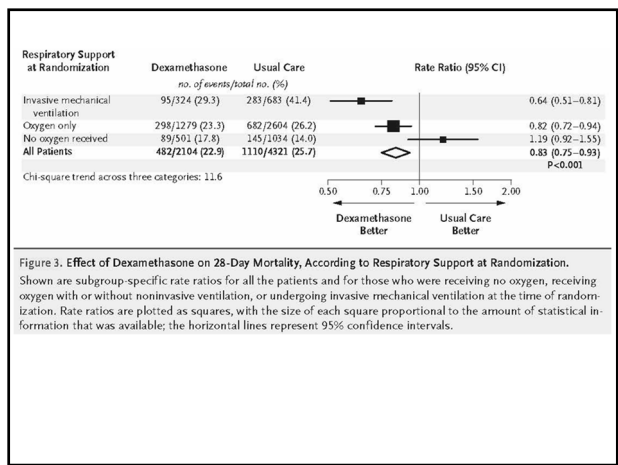 Respiratory Support
at Randomization Dexamethasone Usual Care Rate Ratio (95% CI)
no. of events/total no. (%)
Invasive mechanical
ventilation 95/324 (29.3) 283/683 (41.4) 0.64 (0.51–0.81)
Oxygen only 298/1279 (23.3) 682/2604 (26.2) 0.82 (0.72–0.94)
No oxygen received 89/501 (17.8) 145/1034 (14.0) 1.19 (0.92–1.55)
All Patients 482/2104 (22.9) 1110/4321 (25.7) 0.83 (0.75–0.93)
P<0.001
Chi-square trend across three categories: 11.6
0.50 0.75 1.00 1.50 2.00
Dexamethasone Usual Care
Better Better
Figure 3. Effect of Dexamethasone on 28-Day Mortality, According to Respiratory Support at Randomization.
Shown are subgroup-specific rate ratios for all the patients and for those who were receiving no oxygen, receiving
oxygen with or without noninvasive ventilation, or undergoing invasive mechanical ventilation at the time of random-
ization. Rate ratios are plotted as squares, with the size of each square proportional to the amount of statistical in-
formation that was available; the horizontal lines represent 95% confidence intervals.